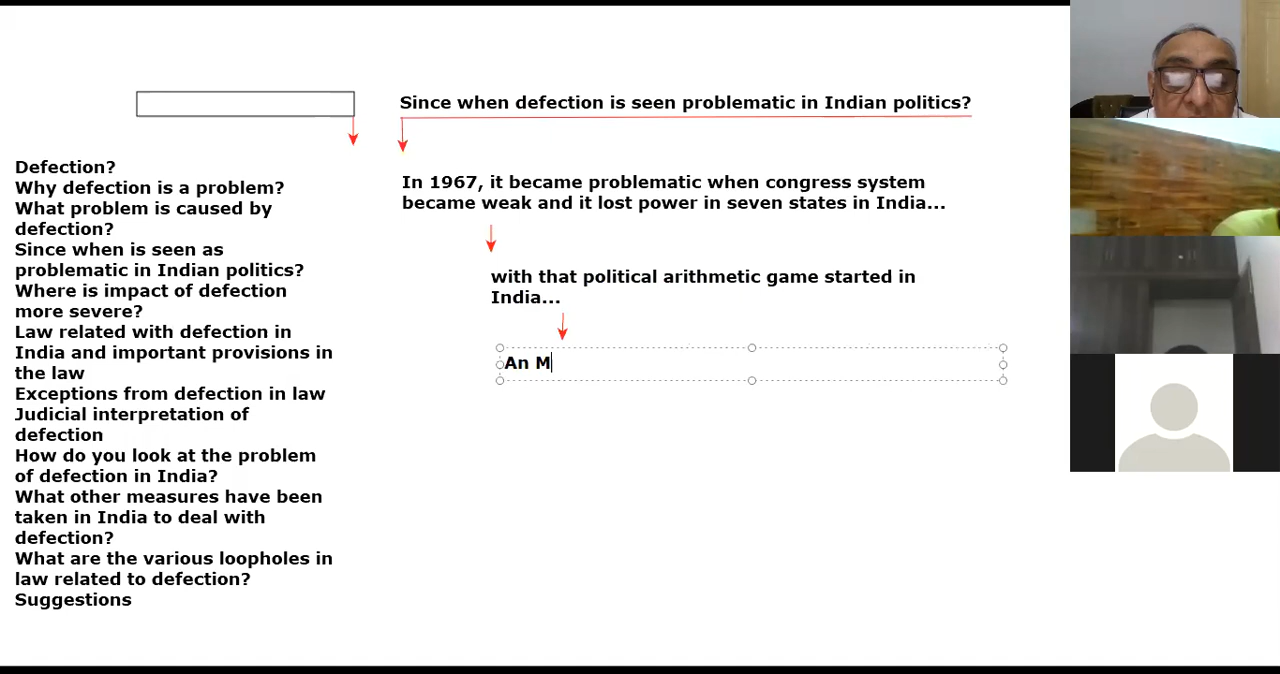 Since when defection is seen problematic in Indian politics?
Defection?
Why defection is a problem?
What problem is caused by
defection?
Since when is seen as
problematic in Indian politics?
Where is impact of defection
more severe?
Law related with defection in
India and important provisions in
the law
Exceptions from defection in law
Judicial interpretation of
defection
How do you look at the problem
of defection in India?
What other measures have been
taken in India to deal with
defection?
What are the various loopholes in
law related to defection?
Suggestions
In 1967, it became problematic when congress system
became weak and it lost power in seven states in India...
with that political arithmetic game started in
India...
An M